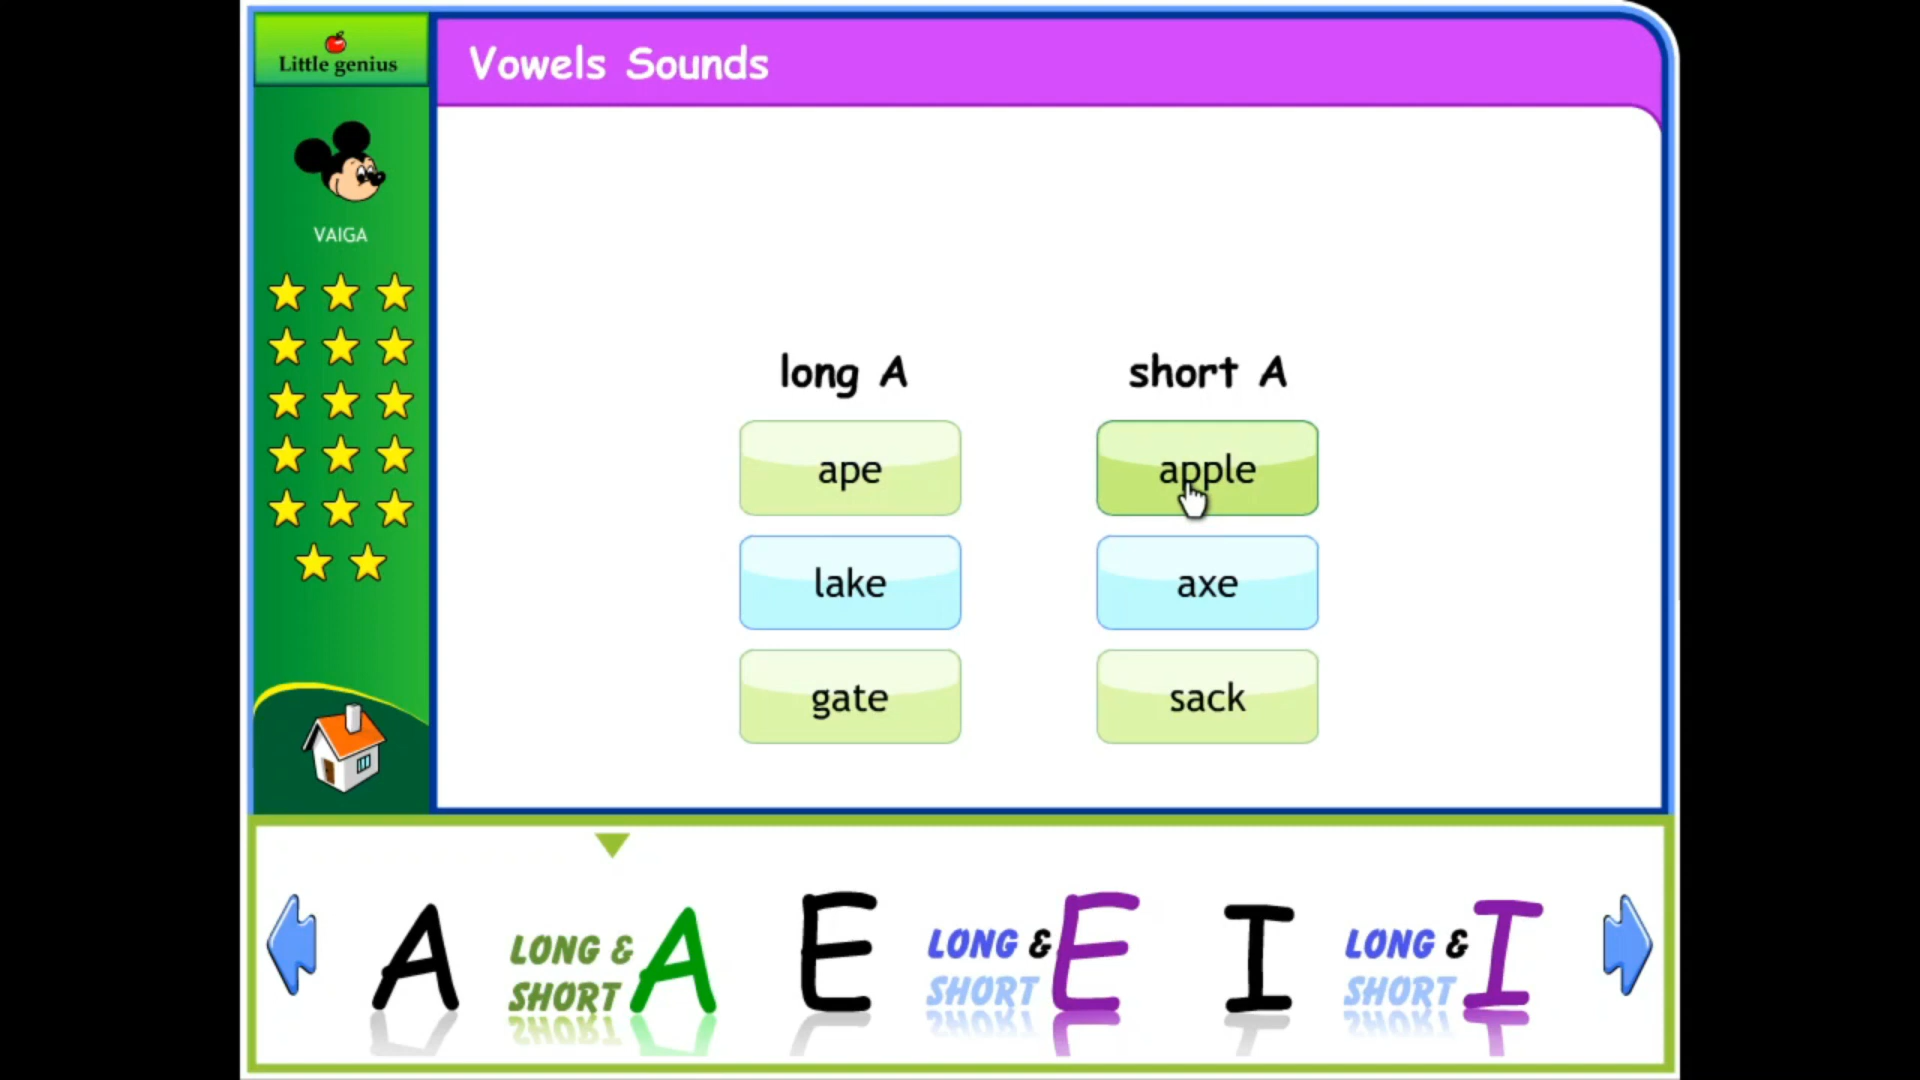 Little genius
Vowels Sounds
VAIGA
long A
short A
ape
apple
lake
axe
gate
sack
A
LONG &
SHORT A
E
LONG &
SHORT E
I
LONG &
SHORT I